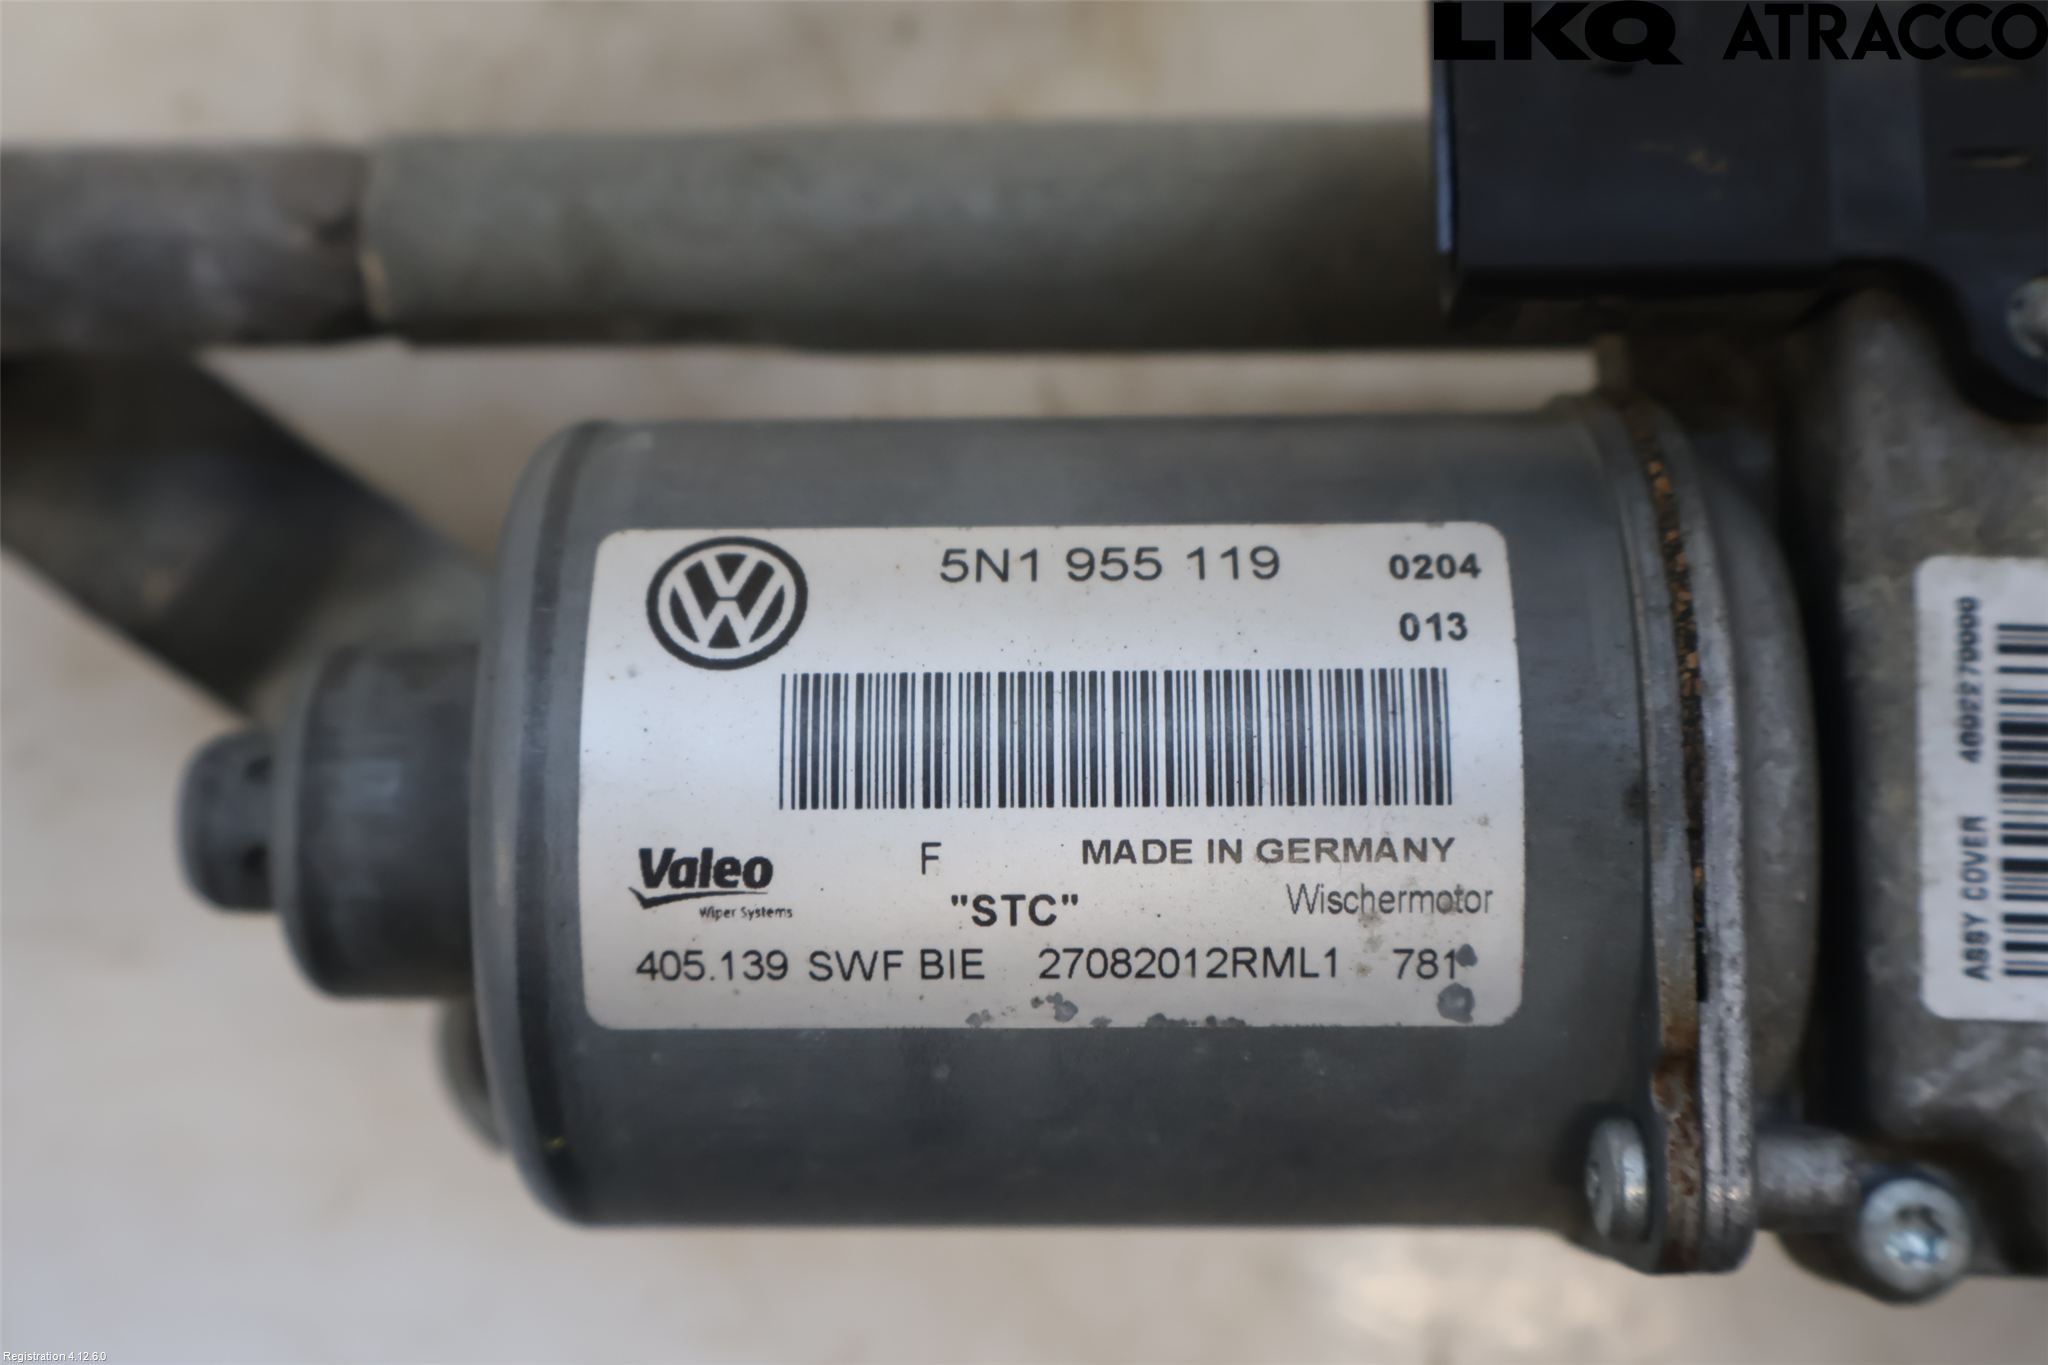 LKQ ATRACCO
5N1 955 119
0204
013
Valeo
Wiper Systems
F
"STC"
MADE IN GERMANY
Wischermotor
405.139 SWF BIE 27082012RML1 781
ASSY COVER
Registration 4.12.6.0